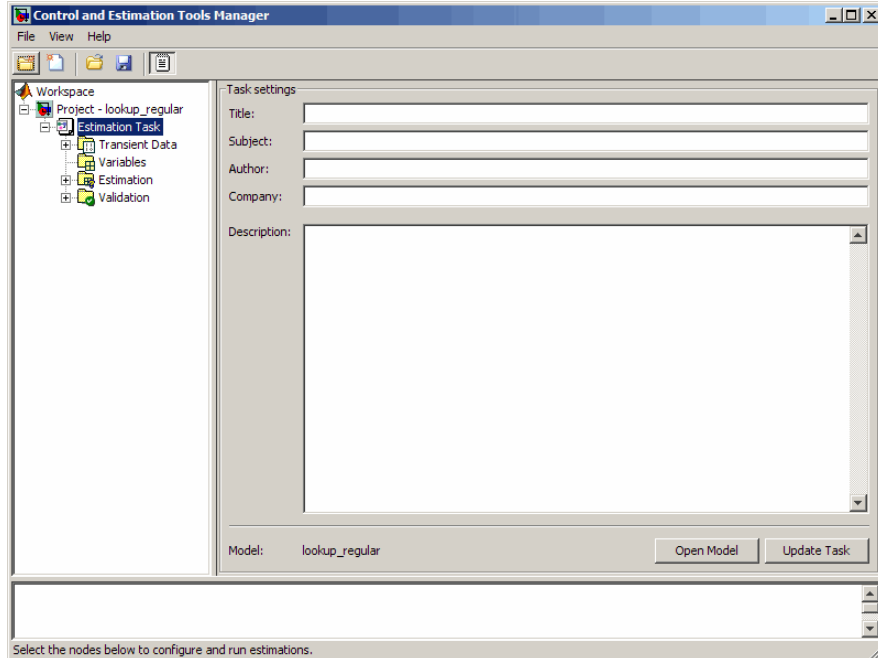 Control and Estimation Tools Manager
File View Help
Workspace
Project - lookup_regular
Estimation Task
Transient Data
Variables
Estimation
Validation
Task settings
Title:
Subject:
Author:
Company:
Description:
Model: lookup_regular
Open Model
Update Task
Select the nodes below to configure and run estimations.